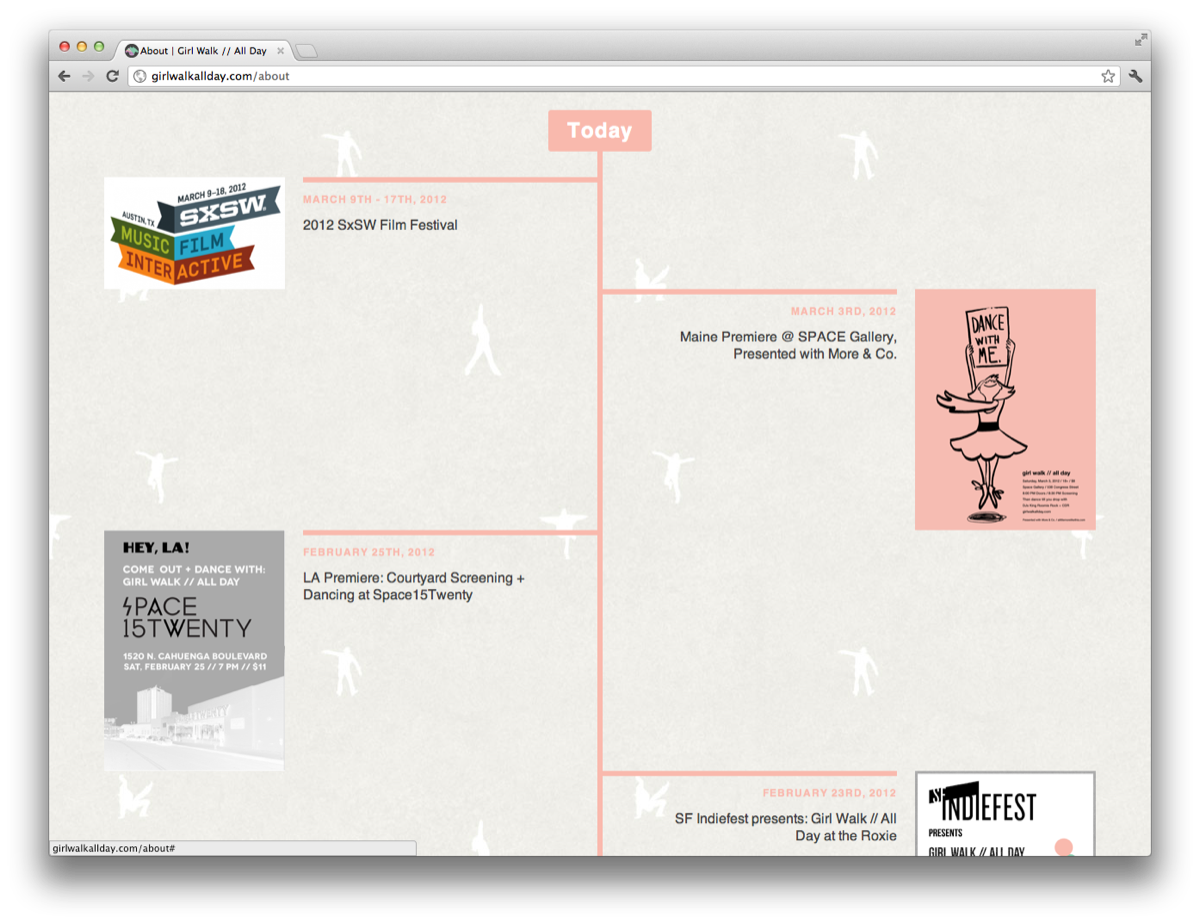 About | Girl Walk // All Day
girlwalkallday.com/about
Today
MARCH 9-18, 2012
AUSTIN, TX
SXSW
MUSIC FILM
INTERACTIVE
MARCH 9TH - 17TH, 2012
2012 SxSW Film Festival
MARCH 3RD, 2012
Maine Premiere @ SPACE Gallery,
Presented with More & Co.
DANCE
WITH
ME.
girl walk // all day
girlwalkallday.com
HEY, LA!
COME OUT + DANCE WITH:
GIRL WALK // ALL DAY
SPACE
15TWENTY
1520 N. CAHUENGA BOULEVARD
SAT, FEBRUARY 25 // 7 PM // $11
FEBRUARY 25TH, 2012
LA Premiere: Courtyard Screening +
Dancing at Space15Twenty
FEBRUARY 23RD, 2012
SF Indiefest presents: Girl Walk // All
Day at the Roxie
SF INDIEFEST
PRESENTS
GIRL WALK // ALL DAY
girlwalkallday.com/about#